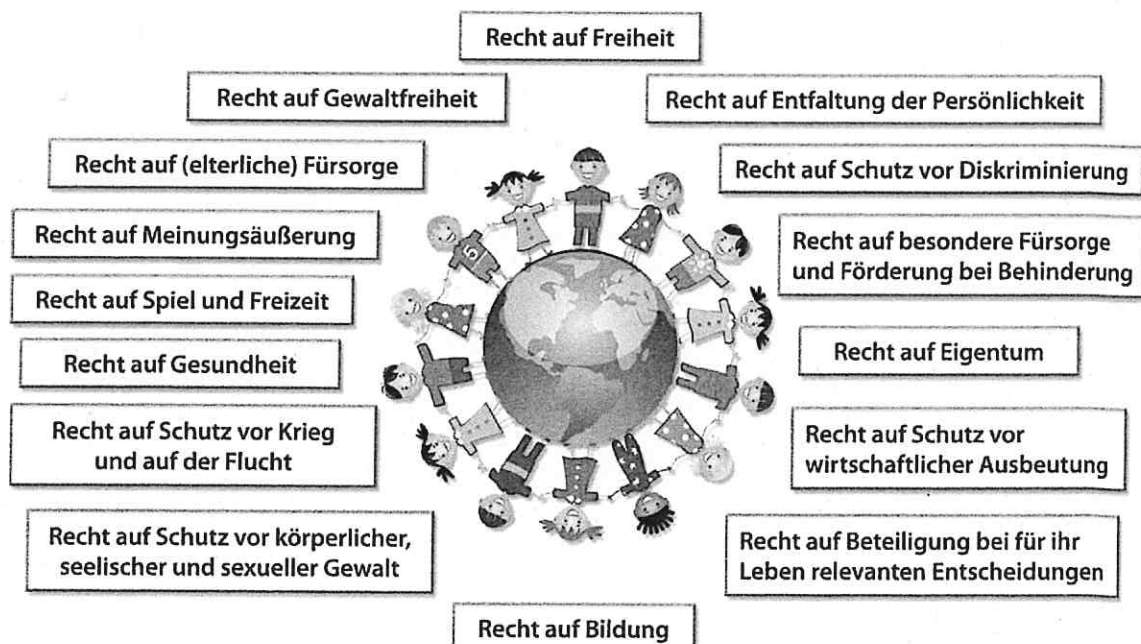 Recht auf Freiheit
Recht auf Gewaltfreiheit
Recht auf Entfaltung der Persönlichkeit
Recht auf (elterliche) Fürsorge
Recht auf Schutz vor Diskriminierung
Recht auf Meinungsäußerung
Recht auf besondere Fürsorge
und Förderung bei Behinderung
Recht auf Spiel und Freizeit
Recht auf Gesundheit
Recht auf Eigentum
Recht auf Schutz vor Krieg
und auf der Flucht
Recht auf Schutz vor
wirtschaftlicher Ausbeutung
Recht auf Schutz vor körperlicher,
seelischer und sexueller Gewalt
Recht auf Beteiligung bei für ihr
Leben relevanten Entscheidungen
Recht auf Bildung
5